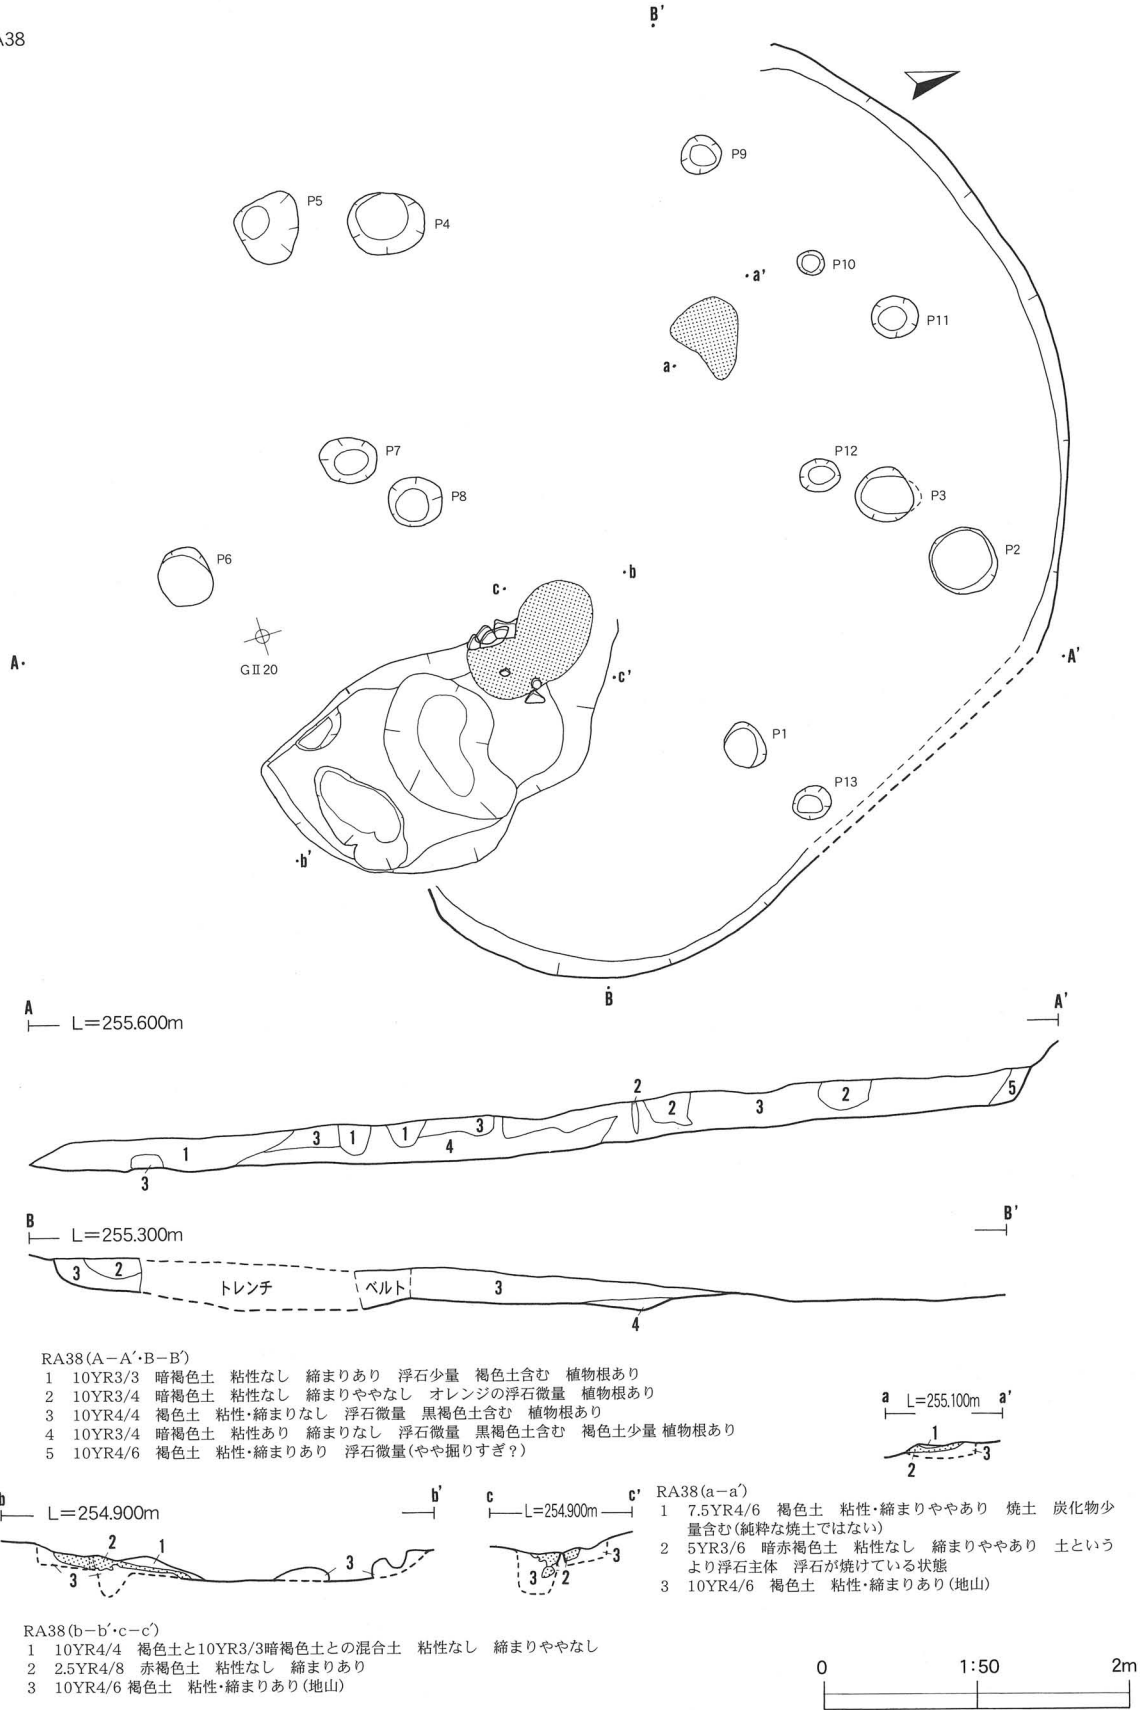 A38
B'
P9
P5
P4
P10
a'
P11
a
P7
P12
P8
P3
P2
P6
b
c
GⅡ20
A
A'
c'
P1
P13
b'
B
A
A'
L=255.600m
2
5
2
3
2
3
1
1
3
4
1
3
B
B'
L=255.300m
3
2
トレンチ
ベルト
3
4
RA38(A-A′・B-B′)
1 10YR3/3 暗褐色土 粘性なし 締まりあり 浮石少量 褐色土含む 植物根あり
2 10YR3/4 暗褐色土 粘性なし 締まりややなし オレンジの浮石微量 植物根あり
3 10YR4/4 褐色土 粘性・締まりなし 浮石微量 黒褐色土含む 植物根あり
4 10YR3/4 暗褐色土 粘性あり 締まりなし 浮石微量 黒褐色土含む 褐色土少量 植物根あり
5 10YR4/6 褐色土 粘性・締まりあり 浮石微量(やや掘りすぎ?)
a L=255.100m a'
1
3
2
b
b'
L=254.900m
2
1
3
3
c
c'
L=254.900m
3
3
2
RA38(a-a′)
1 7.5YR4/6 褐色土 粘性・締まりややあり 焼土 炭化物少
量含む(純粋な焼土ではない)
2 5YR3/6 暗赤褐色土 粘性なし 締まりややあり 土という
より浮石主体 浮石が焼けている状態
3 10YR4/6 褐色土 粘性・締まりあり(地山)
RA38(b-b′・c-c′)
1 10YR4/4 褐色土と10YR3/3暗褐色土との混合土 粘性なし 締まりややなし
2 2.5YR4/8 赤褐色土 粘性なし 締まりあり
3 10YR4/6 褐色土 粘性・締まりあり(地山)
0 1:50 2m